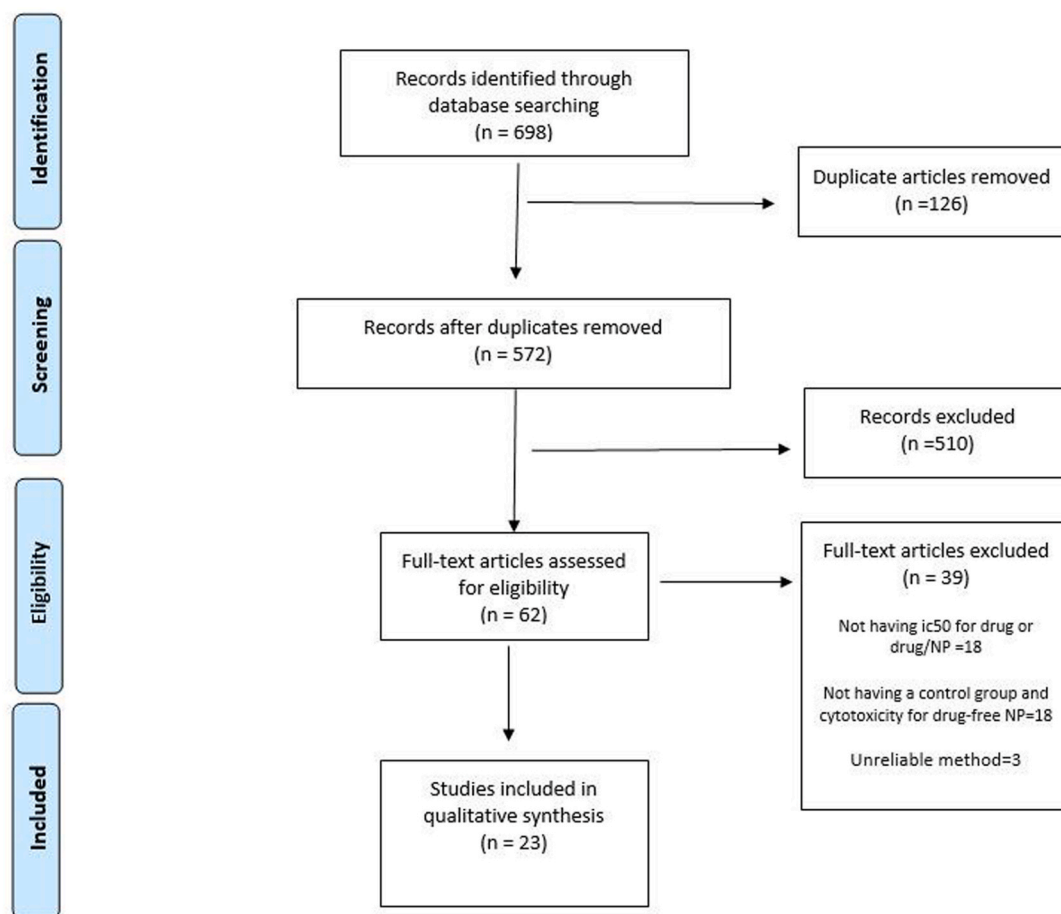 Identification
Records identified through
database searching
(n = 698)
Duplicate articles removed
(n =126)
Screening
Records after duplicates removed
(n = 572)
Records excluded
(n =510)
Eligibility
Full-text articles assessed
for eligibility
(n = 62)
Full-text articles excluded
(n = 39)
Not having ic50 for drug or
drug/NP =18
Not having a control group and
cytotoxicity for drug-free NP=18
Unreliable method=3
Included
Studies included in
qualitative synthesis
(n = 23)